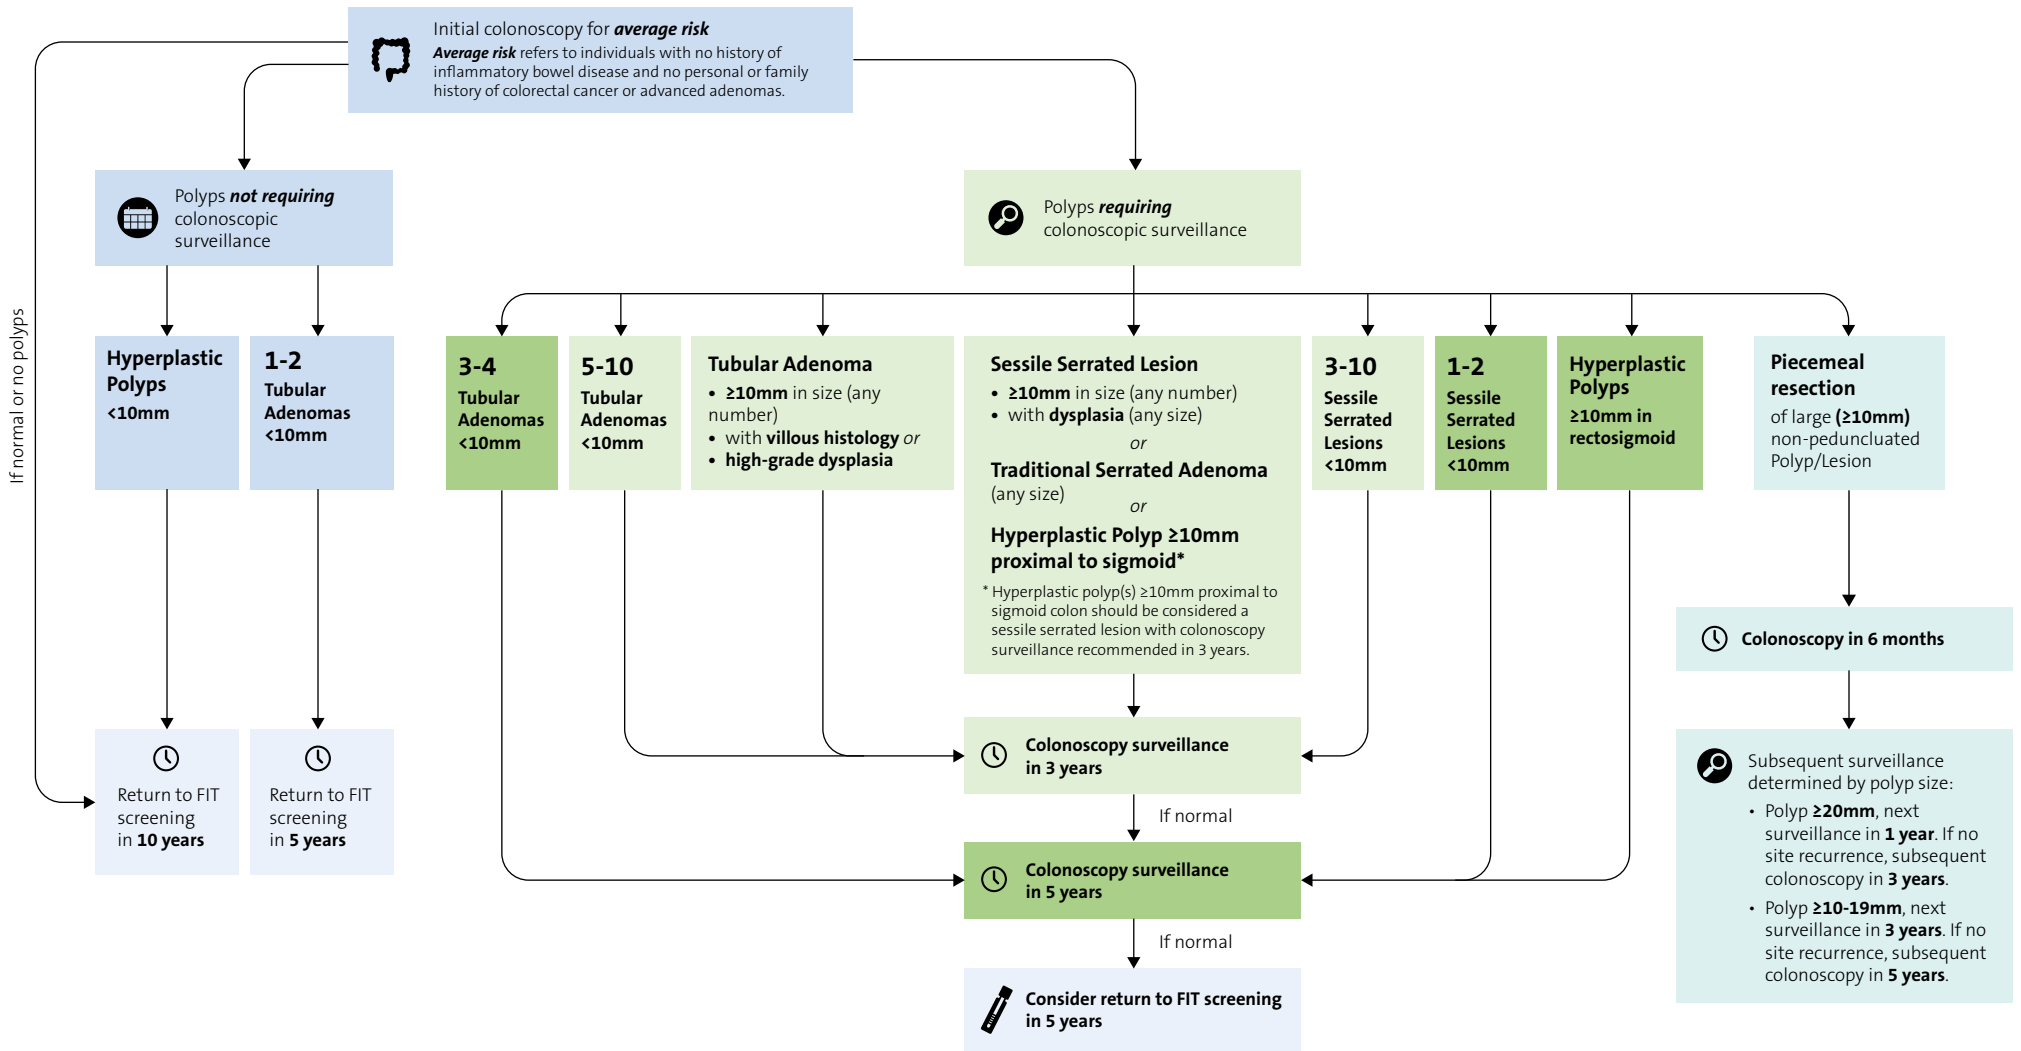 Initial colonoscopy for average risk
Average risk refers to individuals with no history of
inflammatory bowel disease and no personal or family
history of colorectal cancer or advanced adenomas.
If normal or no polyps
Polyps not requiring
colonoscopic
surveillance
Polyps requiring
colonoscopic surveillance
Hyperplastic
Polyps
<10mm
1-2
Tubular
Adenomas
<10mm
3-4
Tubular
Adenomas
<10mm
5-10
Tubular
Adenomas
<10mm
Tubular Adenoma
• ≥10mm in size (any
number)
• with villous histology or
• high-grade dysplasia
Sessile Serrated Lesion
• ≥10mm in size (any number)
• with dysplasia (any size)
or
Traditional Serrated Adenoma
(any size)
or
Hyperplastic Polyp ≥10mm
proximal to sigmoid*
* Hyperplastic polyp(s) ≥10mm proximal to
sigmoid colon should be considered a
sessile serrated lesion with colonoscopy
surveillance recommended in 3 years.
3-10
Sessile
Serrated
Lesions
<10mm
1-2
Sessile
Serrated
Lesions
<10mm
Hyperplastic
Polyps
≥10mm in
rectosigmoid
Piecemeal
resection
of large (≥10mm)
non-peduncluated
Polyp/Lesion
Return to FIT
screening
in 10 years
Return to FIT
screening
in 5 years
Colonoscopy surveillance
in 3 years
If normal
Colonoscopy surveillance
in 5 years
If normal
Consider return to FIT screening
in 5 years
Colonoscopy in 6 months
Subsequent surveillance
determined by polyp size:
• Polyp ≥20mm, next
surveillance in 1 year. If no
site recurrence, subsequent
colonoscopy in 3 years.
• Polyp ≥10-19mm, next
surveillance in 3 years. If no
site recurrence, subsequent
colonoscopy in 5 years.